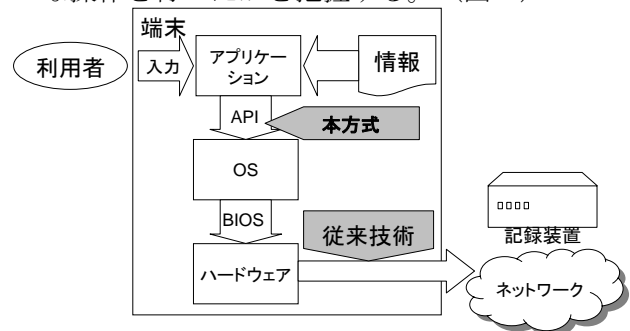 端末
利用者
入力
アプリケー
ション
情報
API
本方式
OS
BIOS
従来技術
記録装置
ハードウェア
ネットワーク